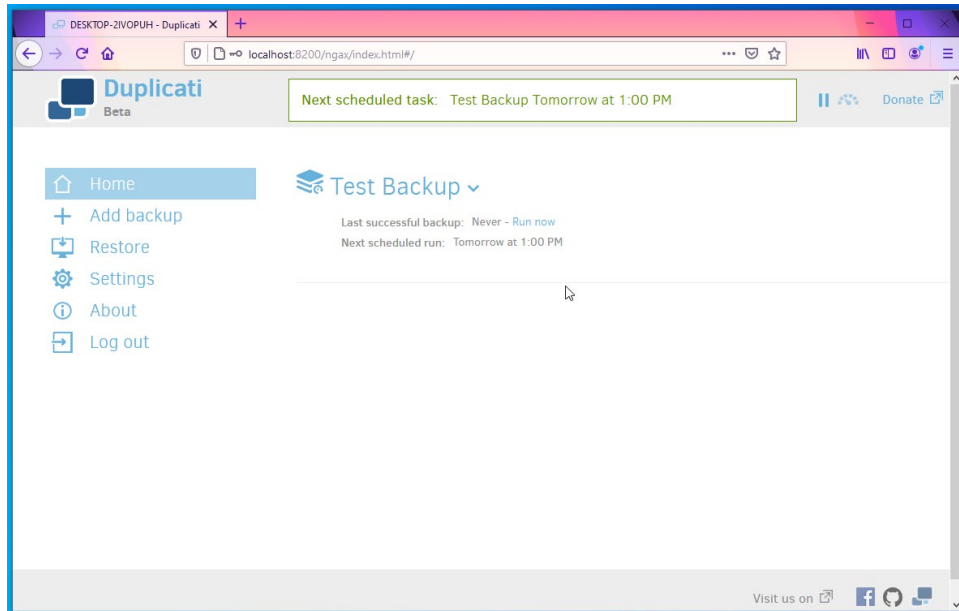 DESKTOP-2IVOPUH - Duplicati
localhost:8200/ngax/index.html#/
Duplicati
Beta
Next scheduled task: Test Backup Tomorrow at 1:00 PM
Donate
Home
Add backup
Restore
Settings
About
Log out
Test Backup
Last successful backup: Never - Run now
Next scheduled run: Tomorrow at 1:00 PM
Visit us on